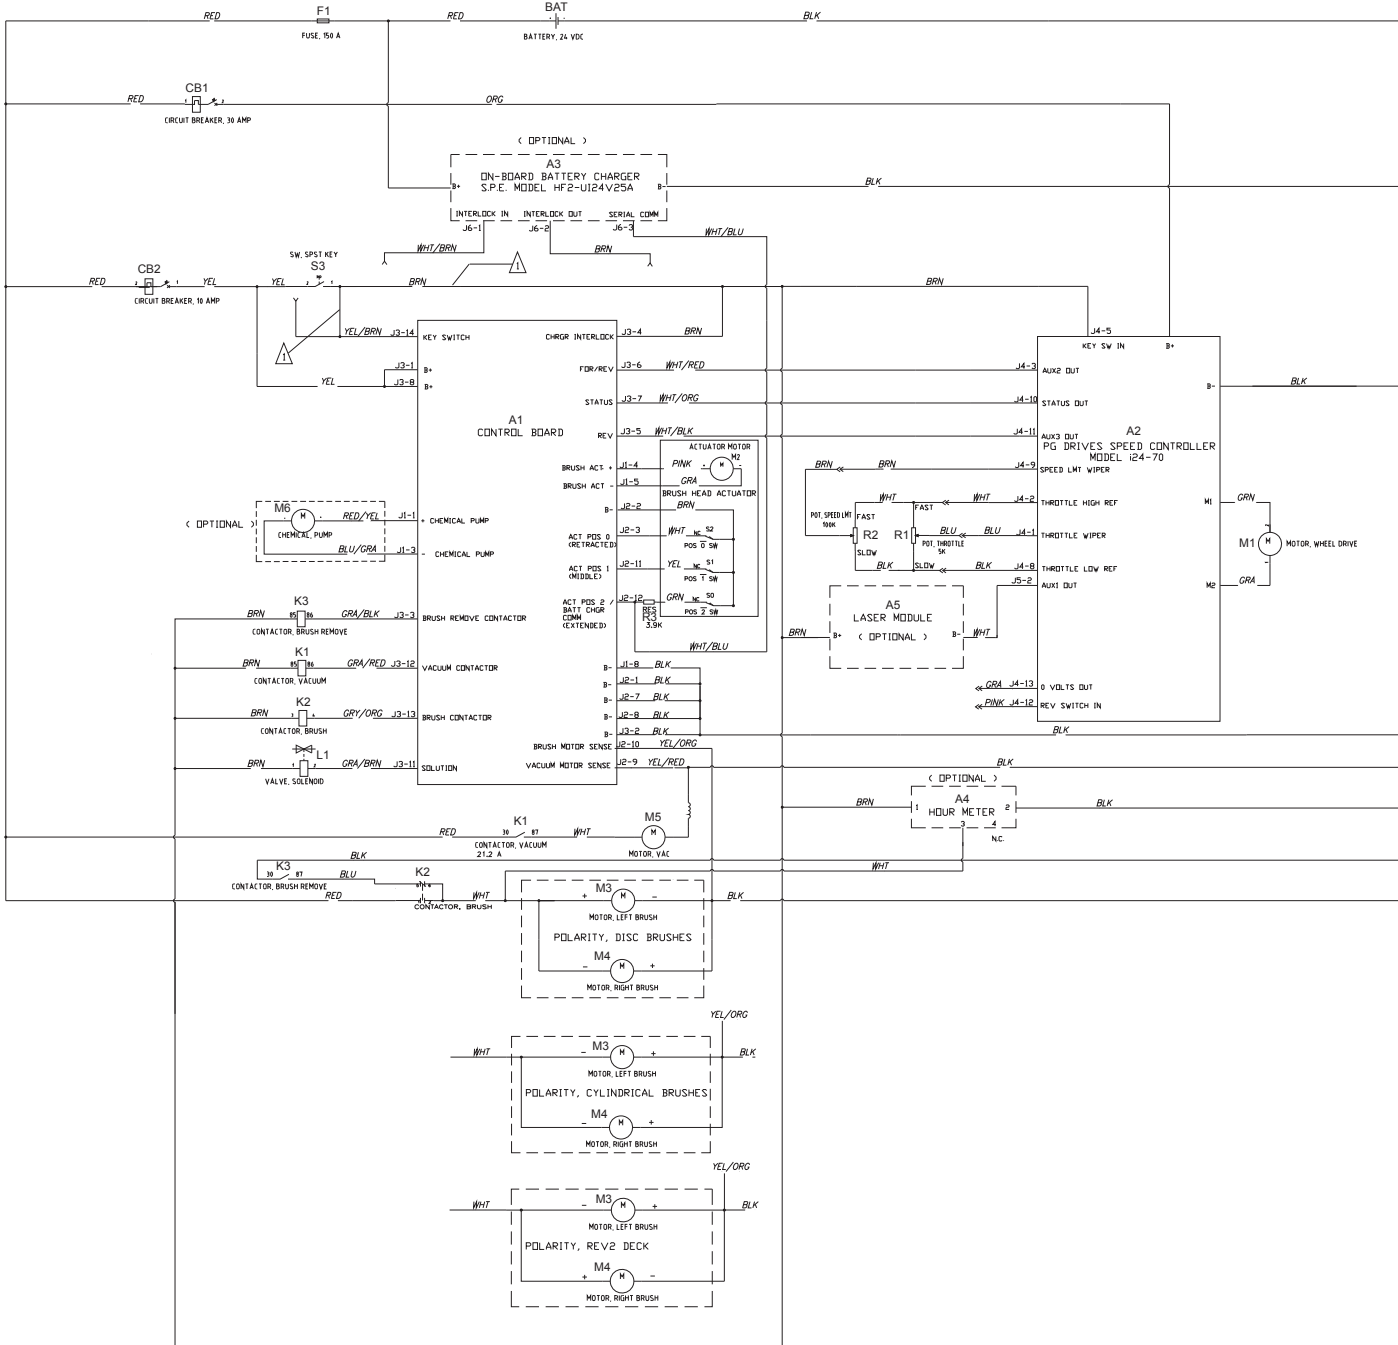 RED F1 RED BAT BLK
FUSE, 150 A BATTERY, 24 VDC
CB1
RED 1 2 ORG
CIRCUIT BREAKER, 30 AMP
( OPTIONAL )
A3
ON-BOARD BATTERY CHARGER
S.P.E. MODEL HF2-U124V25A
B+ B- BLK
INTERLOCK IN INTERLOCK OUT SERIAL COMM
J6-1 J6-2 J6-3
WHT/BLU
WHT/BRN BRN
SW, SPST KEY
S3
1
CB2
RED 2 1 YEL YEL 2 1 BRN BRN
CIRCUIT BREAKER, 10 AMP
YEL/BRN J3-14 KEY SWITCH
1
J3-1 B+
YEL J3-8 B+
A1
CONTROL BOARD
CHRGR INTERLOCK J3-4 BRN
FOR/REV J3-6 WHT/RED
STATUS J3-7 WHT/ORG
REV J3-5 WHT/BLK
BRUSH ACT + J1-4 PINK
BRUSH ACT - J1-5 GRA
ACTUATOR MOTOR
M2
+ M -
BRUSH HEAD ACTUATOR
B- J2-2 BRN
ACT POS 0
(RETRACTED) J2-3 WHT NC S2
POS 0 SW
ACT POS 1
(MIDDLE) J2-11 YEL NC S1
POS 1 SW
ACT POS 2 /
BATT CHGR
COMM
(EXTENDED) J2-12 GRN NC S0
RES
R3
3.9K
POS 2 SW
WHT/BLU
B- J1-8 BLK
B- J2-1 BLK
B- J2-7 BLK
B- J2-8 BLK
B- J3-2 BLK
BRUSH MOTOR SENSE J2-10 YEL/ORG
VACUUM MOTOR SENSE J2-9 YEL/RED
( OPTIONAL )
M6
M
CHEMICAL, PUMP
RED/YEL J1-1 + CHEMICAL PUMP
BLU/GRA J1-3 - CHEMICAL PUMP
K3
BRN 85 86 GRA/BLK J3-3 BRUSH REMOVE CONTACTOR
CONTACTOR, BRUSH REMOVE
K1
BRN 85 86 GRA/RED J3-12 VACUUM CONTACTOR
CONTACTOR, VACUUM
K2
BRN 3 4 GRY/ORG J3-13 BRUSH CONTACTOR
CONTACTOR, BRUSH
L1
BRN 1 2 GRA/BRN J3-11 SOLUTION
VALVE, SOLENOID
J4-5
KEY SW IN B+
J4-3 AUX2 OUT
B- BLK
J4-10 STATUS OUT
J4-11 AUX3 OUT
A2
PG DRIVES SPEED CONTROLLER
MODEL i24-70
BRN BRN J4-9 SPEED LMT WIPER
WHT WHT J4-2 THROTTLE HIGH REF
POT, SPEED LMT
100K
FAST FAST
R2 R1
BLU BLU J4-1 THROTTLE WIPER
POT, THROTTLE
5K
SLOW SLOW
BLK BLK J4-8 THROTTLE LOW REF
J5-2 AUX1 OUT
M1 GRN
M1 M MOTOR, WHEEL DRIVE
M2 GRA
A5
LASER MODULE
( OPTIONAL )
BRN B+ B- WHT
GRA J4-13 0 VOLTS OUT
PINK J4-12 REV SWITCH IN
BLK
BLK
( OPTIONAL )
A4
HOUR METER
BRN 1 2 BLK
3 4
N.C.
RED K1
30 87 WHT
CONTACTOR, VACUUM
21.2 A
M5
M
MOTOR, VAC
BLK
WHT
K3
30 87 BLU
CONTACTOR, BRUSH REMOVE
K2
RED WHT
CONTACTOR, BRUSH
M3
+ M - BLK
MOTOR, LEFT BRUSH
POLARITY, DISC BRUSHES
M4
- M +
MOTOR, RIGHT BRUSH
YEL/ORG
WHT - M3 M + BLK
MOTOR, LEFT BRUSH
POLARITY, CYLINDRICAL BRUSHES
M4
- M +
MOTOR, RIGHT BRUSH
YEL/ORG
WHT - M3 M + BLK
MOTOR, LEFT BRUSH
POLARITY, REV2 DECK
M4
+ M -
MOTOR, RIGHT BRUSH